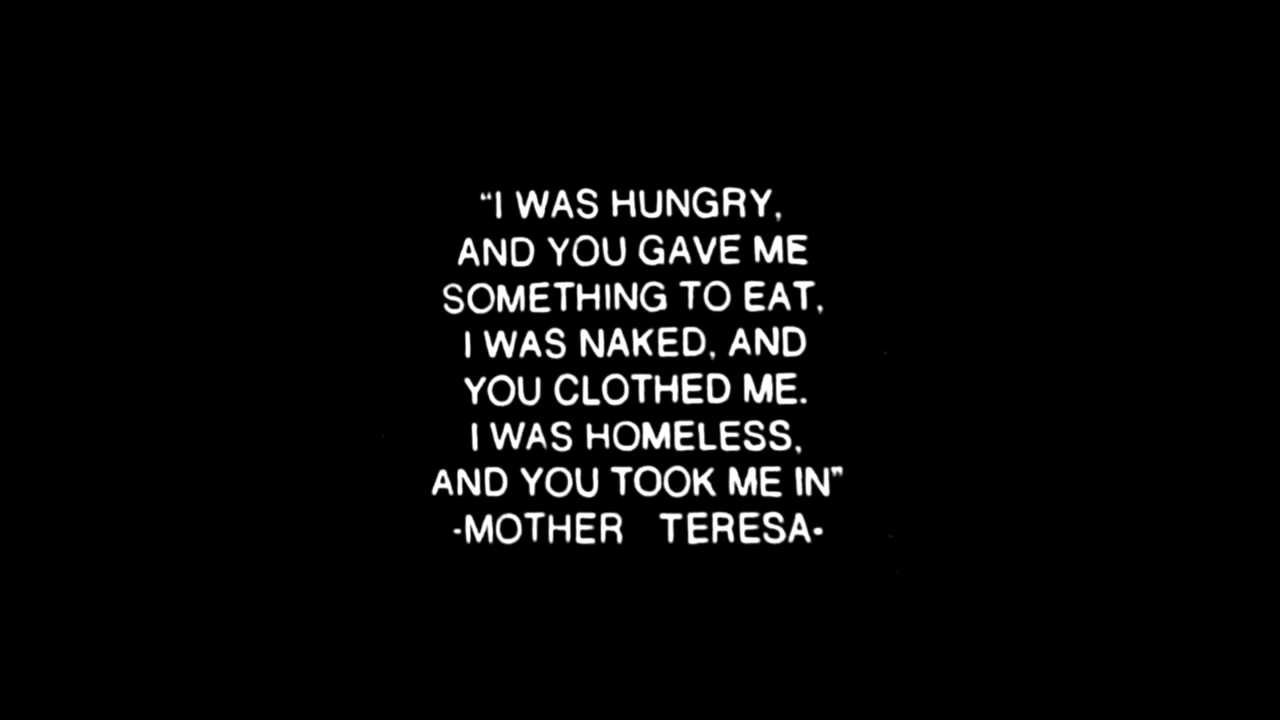 “I WAS HUNGRY,
AND YOU GAVE ME
SOMETHING TO EAT,
I WAS NAKED, AND
YOU CLOTHED ME.
I WAS HOMELESS,
AND YOU TOOK ME IN”
-MOTHER TERESA-